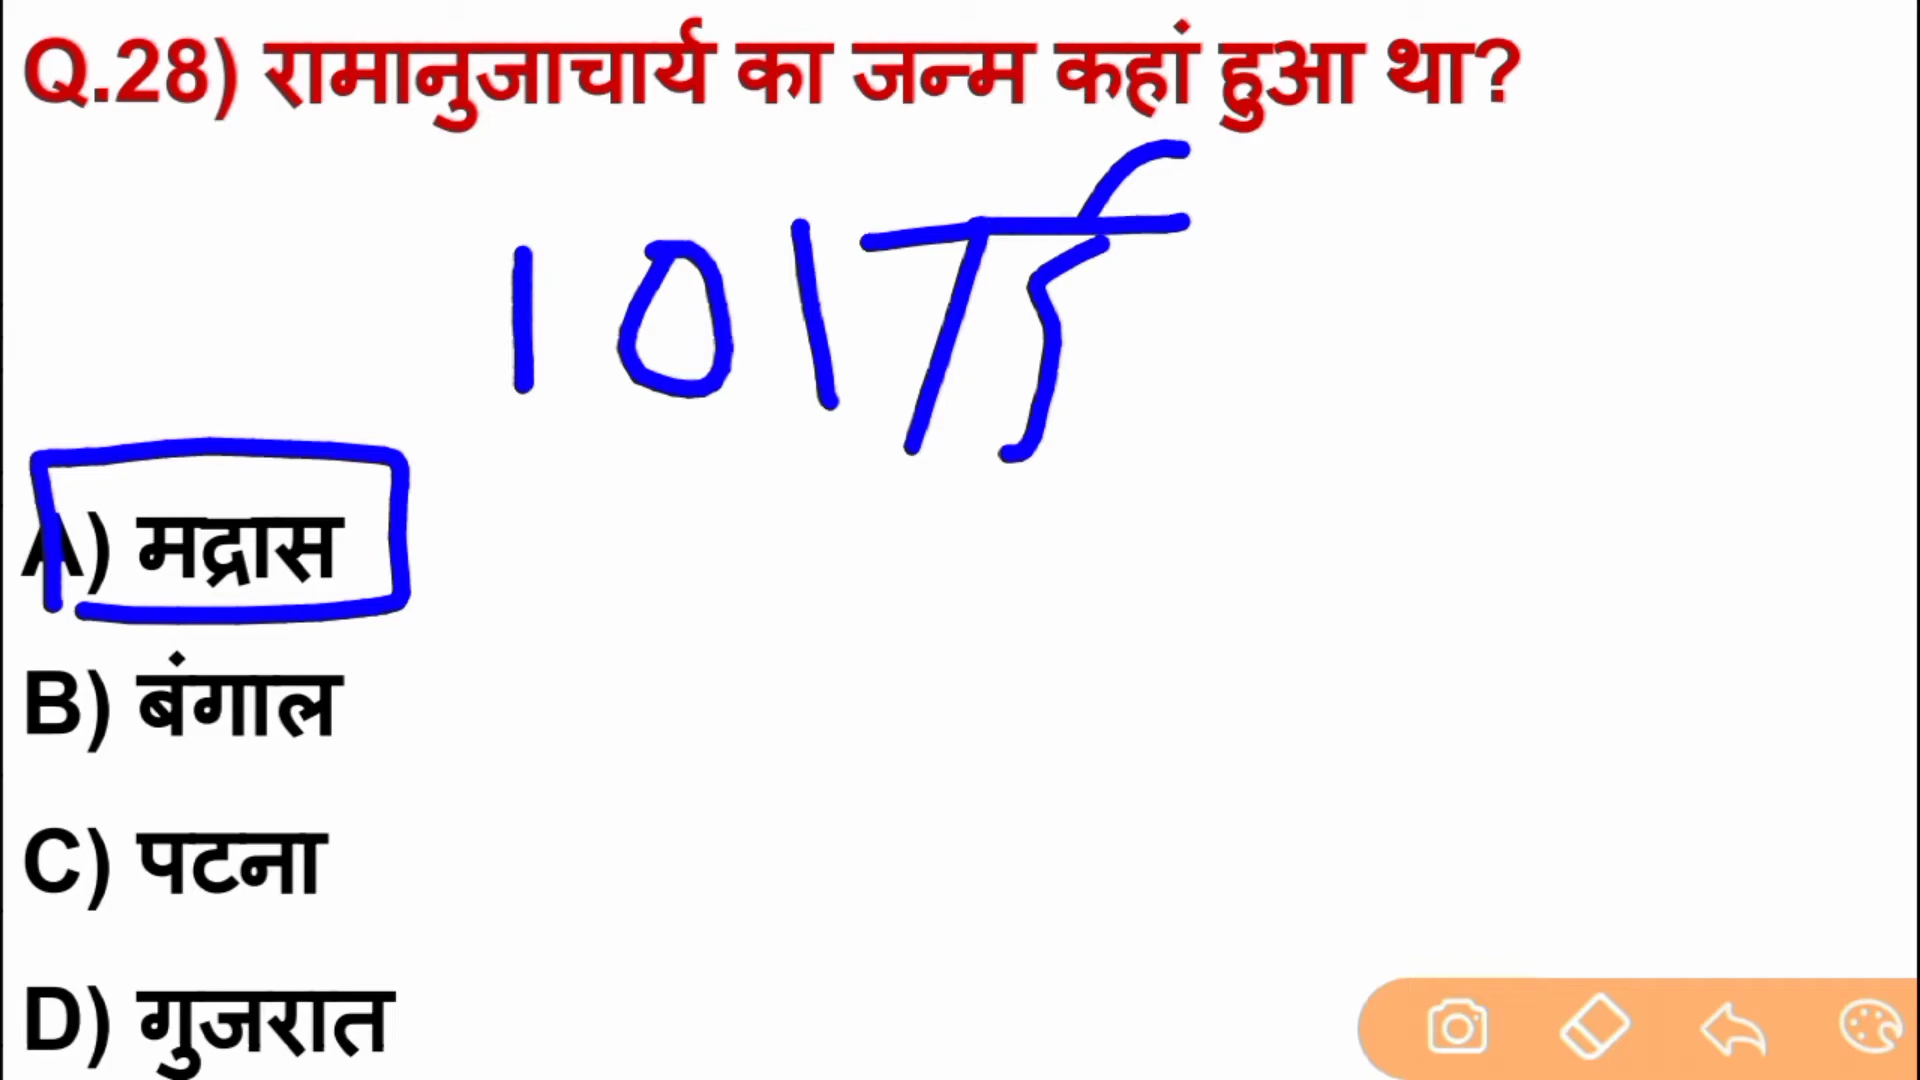 Q.28) रामानुजाचार्य का जन्म कहां हुआ था?
1017 ई
A) मद्रास
B) बंगाल
C) पटना
D) गुजरात